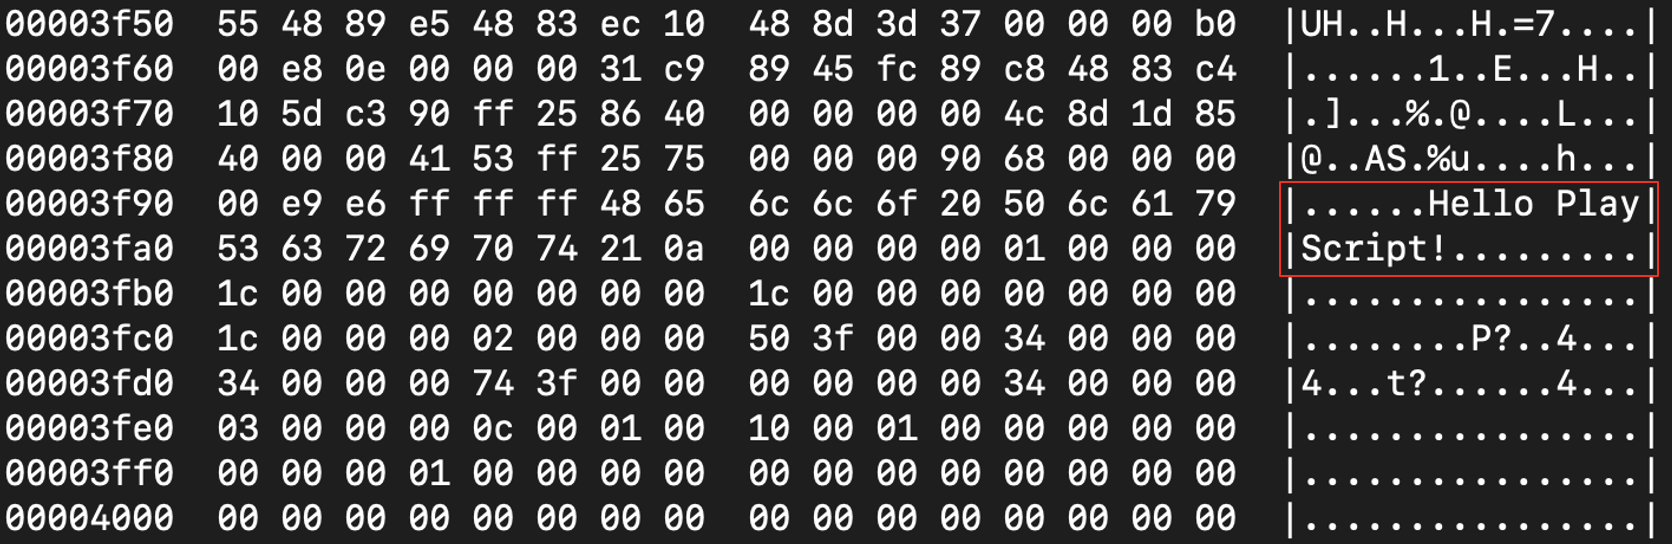 00003f50  55 48 89 e5 48 83 ec 10  48 8d 3d 37 00 00 00 b0  |UH..H...H.=7....|
00003f60  00 e8 0e 00 00 00 31 c9  89 45 fc 89 c8 48 83 c4  |......1..E...H..|
00003f70  10 5d c3 90 ff 25 86 40  00 00 00 00 4c 8d 1d 85  |.]...%.@....L...|
00003f80  40 00 00 41 53 ff 25 75  00 00 00 90 68 00 00 00  |@..AS.%u....h...|
00003f90  00 e9 e6 ff ff ff 48 65  6c 6c 6f 20 50 6c 61 79  |......Hello Play|
00003fa0  53 63 72 69 70 74 21 0a  00 00 00 00 01 00 00 00  |Script!.........|
00003fb0  1c 00 00 00 00 00 00 00  1c 00 00 00 00 00 00 00  |................|
00003fc0  1c 00 00 00 02 00 00 00  50 3f 00 00 34 00 00 00  |........P?..4...|
00003fd0  34 00 00 00 74 3f 00 00  00 00 00 00 34 00 00 00  |4...t?......4...|
00003fe0  03 00 00 00 0c 00 01 00  10 00 01 00 00 00 00 00  |................|
00003ff0  00 00 00 01 00 00 00 00  00 00 00 00 00 00 00 00  |................|
00004000  00 00 00 00 00 00 00 00  00 00 00 00 00 00 00 00  |................|